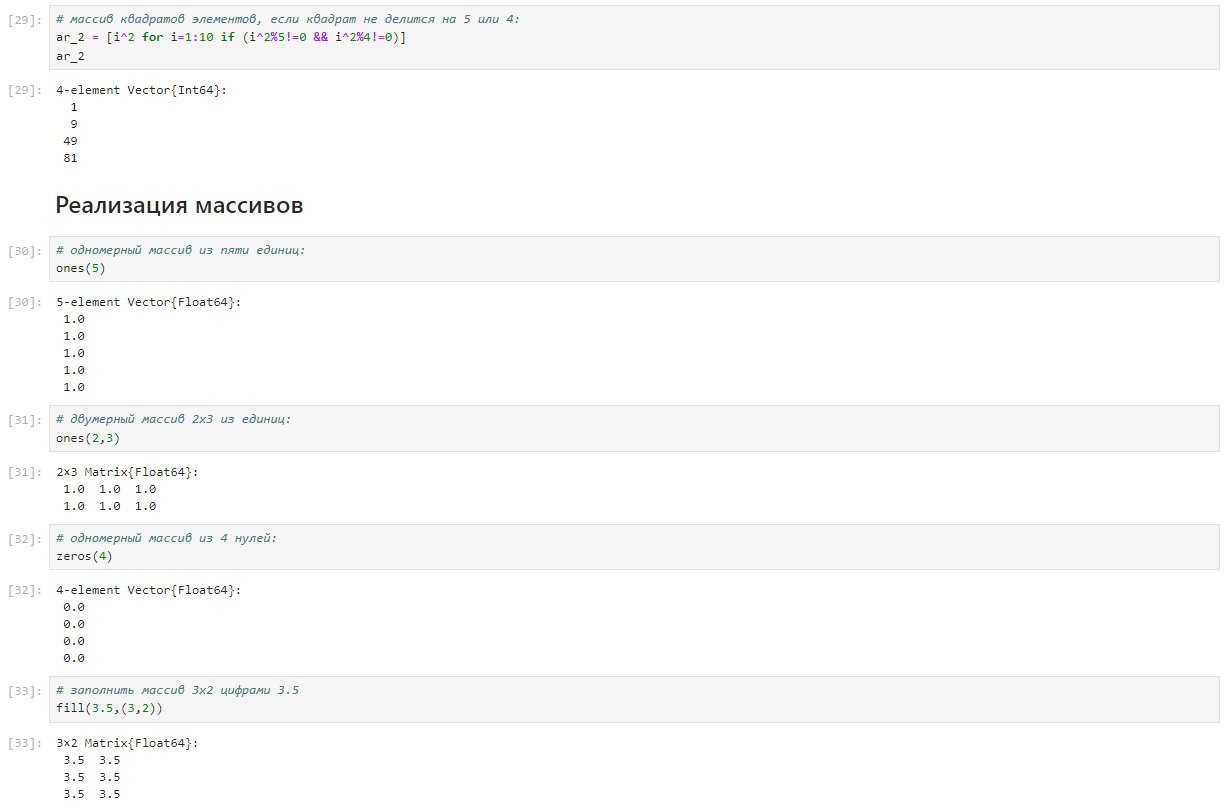 [29]: # массив квадратов элементов, если квадрат не делится на 5 или 4:
ar_2 = [i^2 for i=1:10 if (i^2%5!=0 && i^2%4!=0)]
ar_2
[29]: 4-element Vector{Int64}:
1
9
49
81
Реализация массивов
[30]: # одномерный массив из пяти единиц:
ones(5)
[30]: 5-element Vector{Float64}:
1.0
1.0
1.0
1.0
1.0
[31]: # двумерный массив 2x3 из единиц:
ones(2,3)
[31]: 2×3 Matrix{Float64}:
1.0 1.0 1.0
1.0 1.0 1.0
[32]: # одномерный массив из 4 нулей:
zeros(4)
[32]: 4-element Vector{Float64}:
0.0
0.0
0.0
0.0
[33]: # заполнить массив 3x2 цифрами 3.5
fill(3.5,(3,2))
[33]: 3×2 Matrix{Float64}:
3.5 3.5
3.5 3.5
3.5 3.5